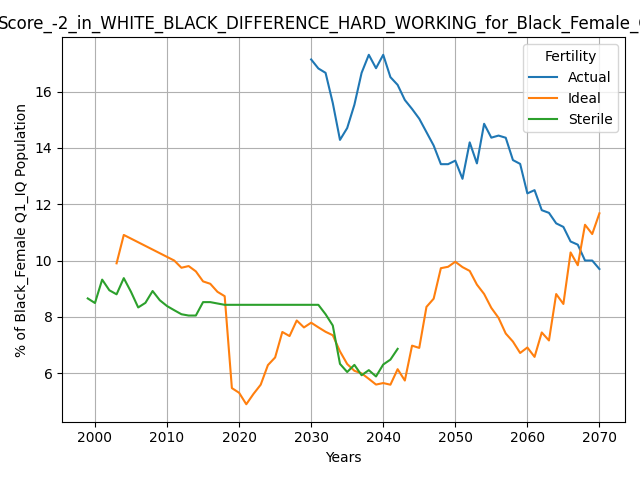 Score_-2_in_WHITE_BLACK_DIFFERENCE_HARD_WORKING_for_Black_Female_
% of Black_Female Q1_IQ Population
16
14
12
10
8
6
Fertility
Actual
Ideal
Sterile
2000 2010 2020 2030 2040 2050 2060 2070
Years